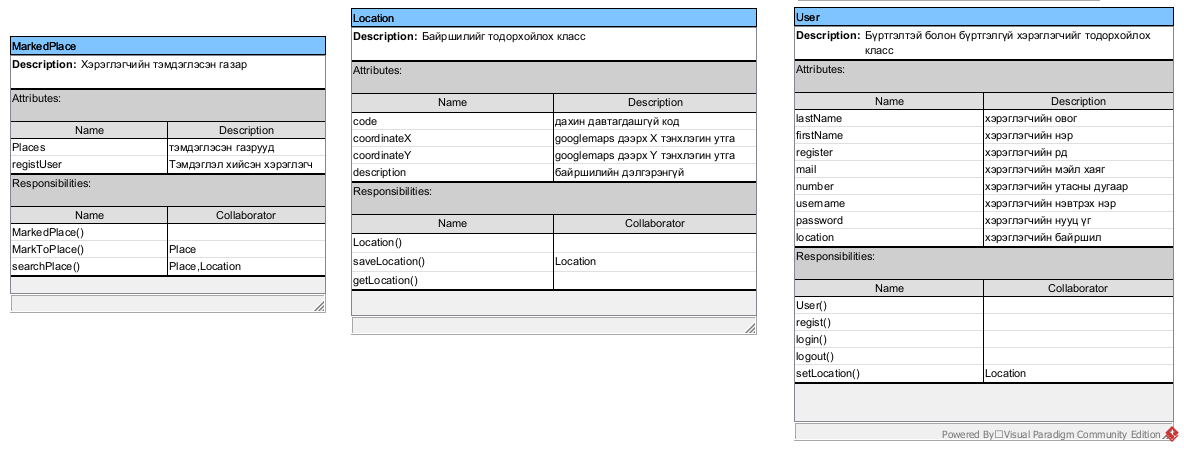 MarkedPlace
Description: Хэрэглэгчийн тэмдэглэсэн газар
Attributes:
Name Description
Places тэмдэглэсэн газрууд
registUser Тэмдэглэл хийсэн хэрэглэгч
Responsibilities:
Name Collaborator
MarkedPlace()
MarkToPlace() Place
searchPlace() Place,Location
Location
Description: Байршилийг тодорхойлох класс
Attributes:
Name Description
code дахин давтагдашгүй код
coordinateX googlemaps дээрх X тэнхлэгин утга
coordinateY googlemaps дээрх Y тэнхлэгин утга
description байршилийн дэлгэрэнгүй
Responsibilities:
Name Collaborator
Location()
saveLocation() Location
getLocation()
User
Description: Бүртгэлтэй болон бүртгэлгүй хэрэглэгчийг тодорхойлох
класс
Attributes:
Name Description
lastName хэрэглэгчийн овог
firstName хэрэглэгчийн нэр
register хэрэглэгчийн рд
mail хэрэглэгчийн мэйл хаяг
number хэрэглэгчийн утасны дугаар
username хэрэглэгчийн нэвтрэх нэр
password хэрэглэгчийн нууц үг
location хэрэглэгчийн байршил
Responsibilities:
Name Collaborator
User()
regist()
login()
logout()
setLocation() Location
Powered By Visual Paradigm Community Edition